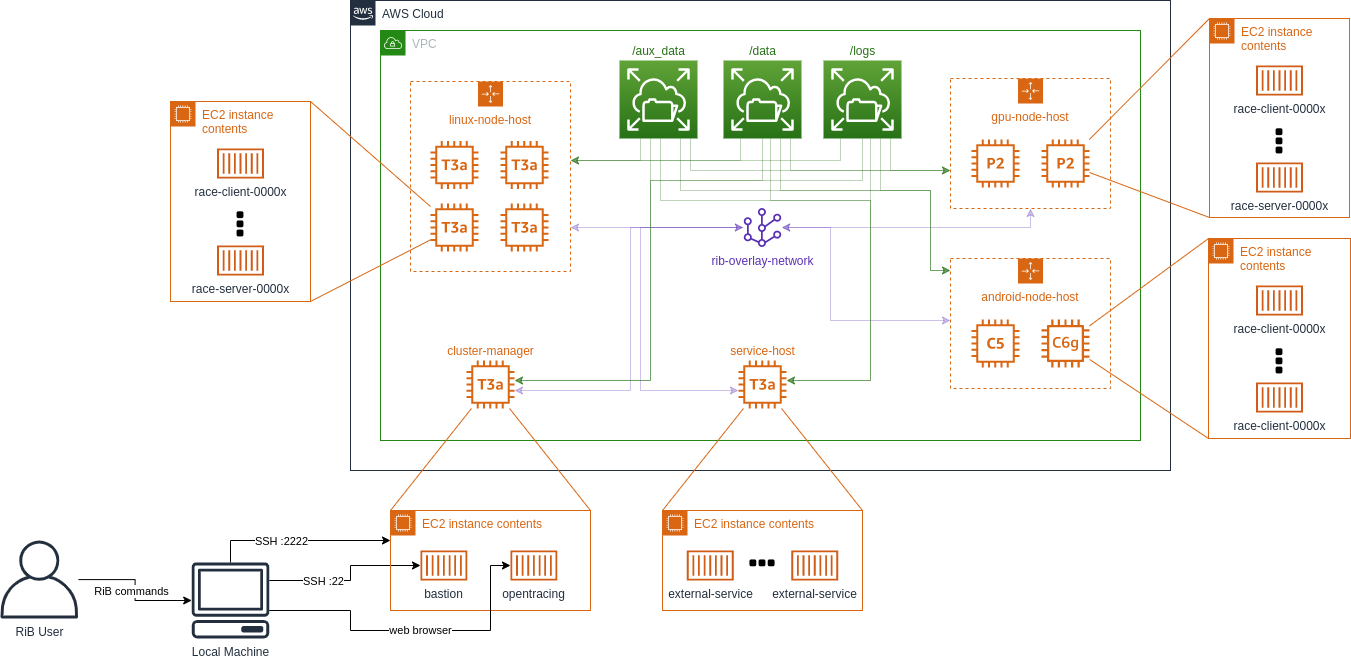 aws
AWS Cloud
VPC
/aux_data
/data
/logs
EC2 instance
contents
race-client-0000x
race-server-0000x
linux-node-host
T3a
T3a
T3a
T3a
gpu-node-host
P2
P2
EC2 instance
contents
race-client-0000x
race-server-0000x
rib-overlay-network
android-node-host
C5
C6g
EC2 instance
contents
race-client-0000x
race-client-0000x
cluster-manager
T3a
service-host
T3a
EC2 instance contents
bastion
opentracing
EC2 instance contents
external-service
external-service
SSH :2222
SSH :22
RiB commands
web browser
RiB User
Local Machine